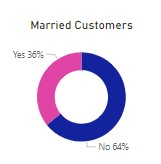 Married Customers
Yes 36%
No 64%